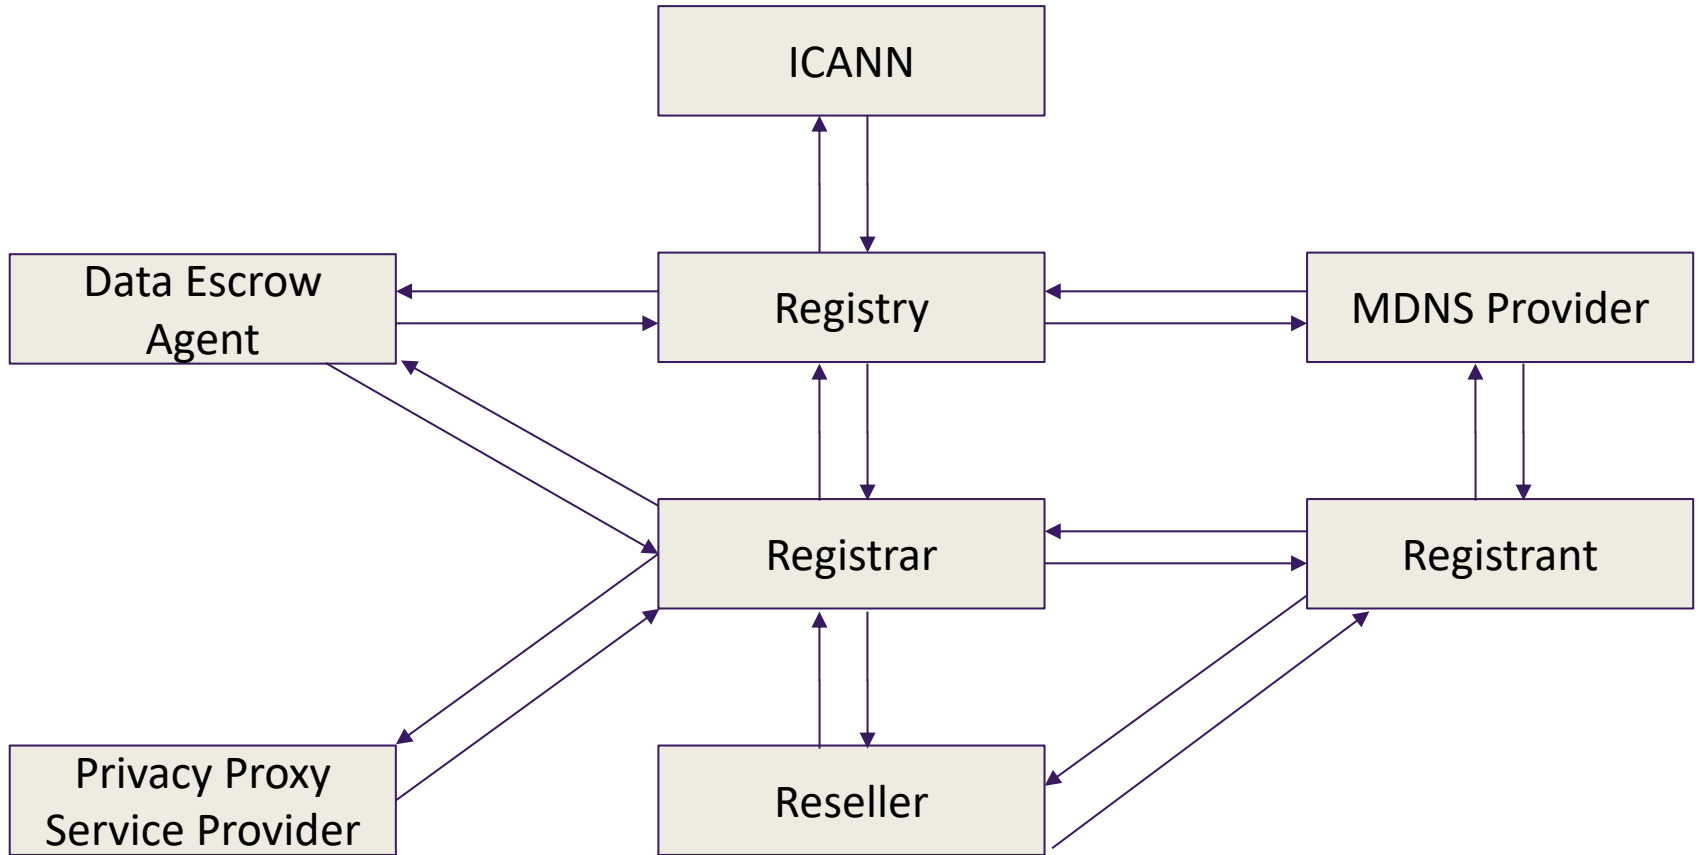 ICANN
Data Escrow
Agent
Registry
MDNS Provider
Registrar
Registrant
Privacy Proxy
Service Provider
Reseller